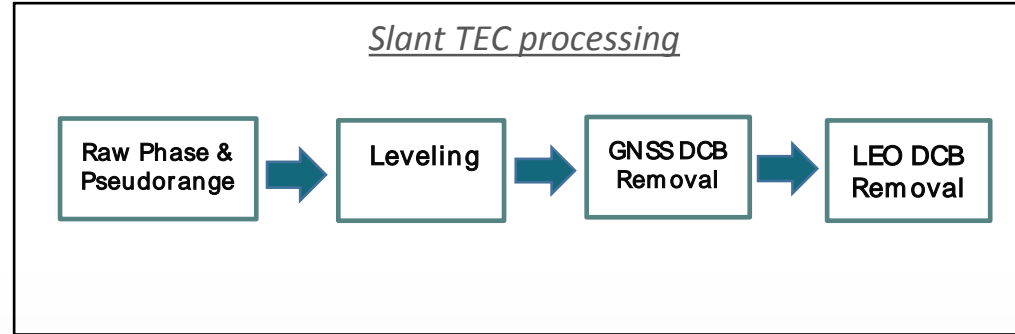 Slant TEC processing
Raw Phase &
Pseudorange
Leveling
GNSS DCB
Removal
LEO DCB
Removal